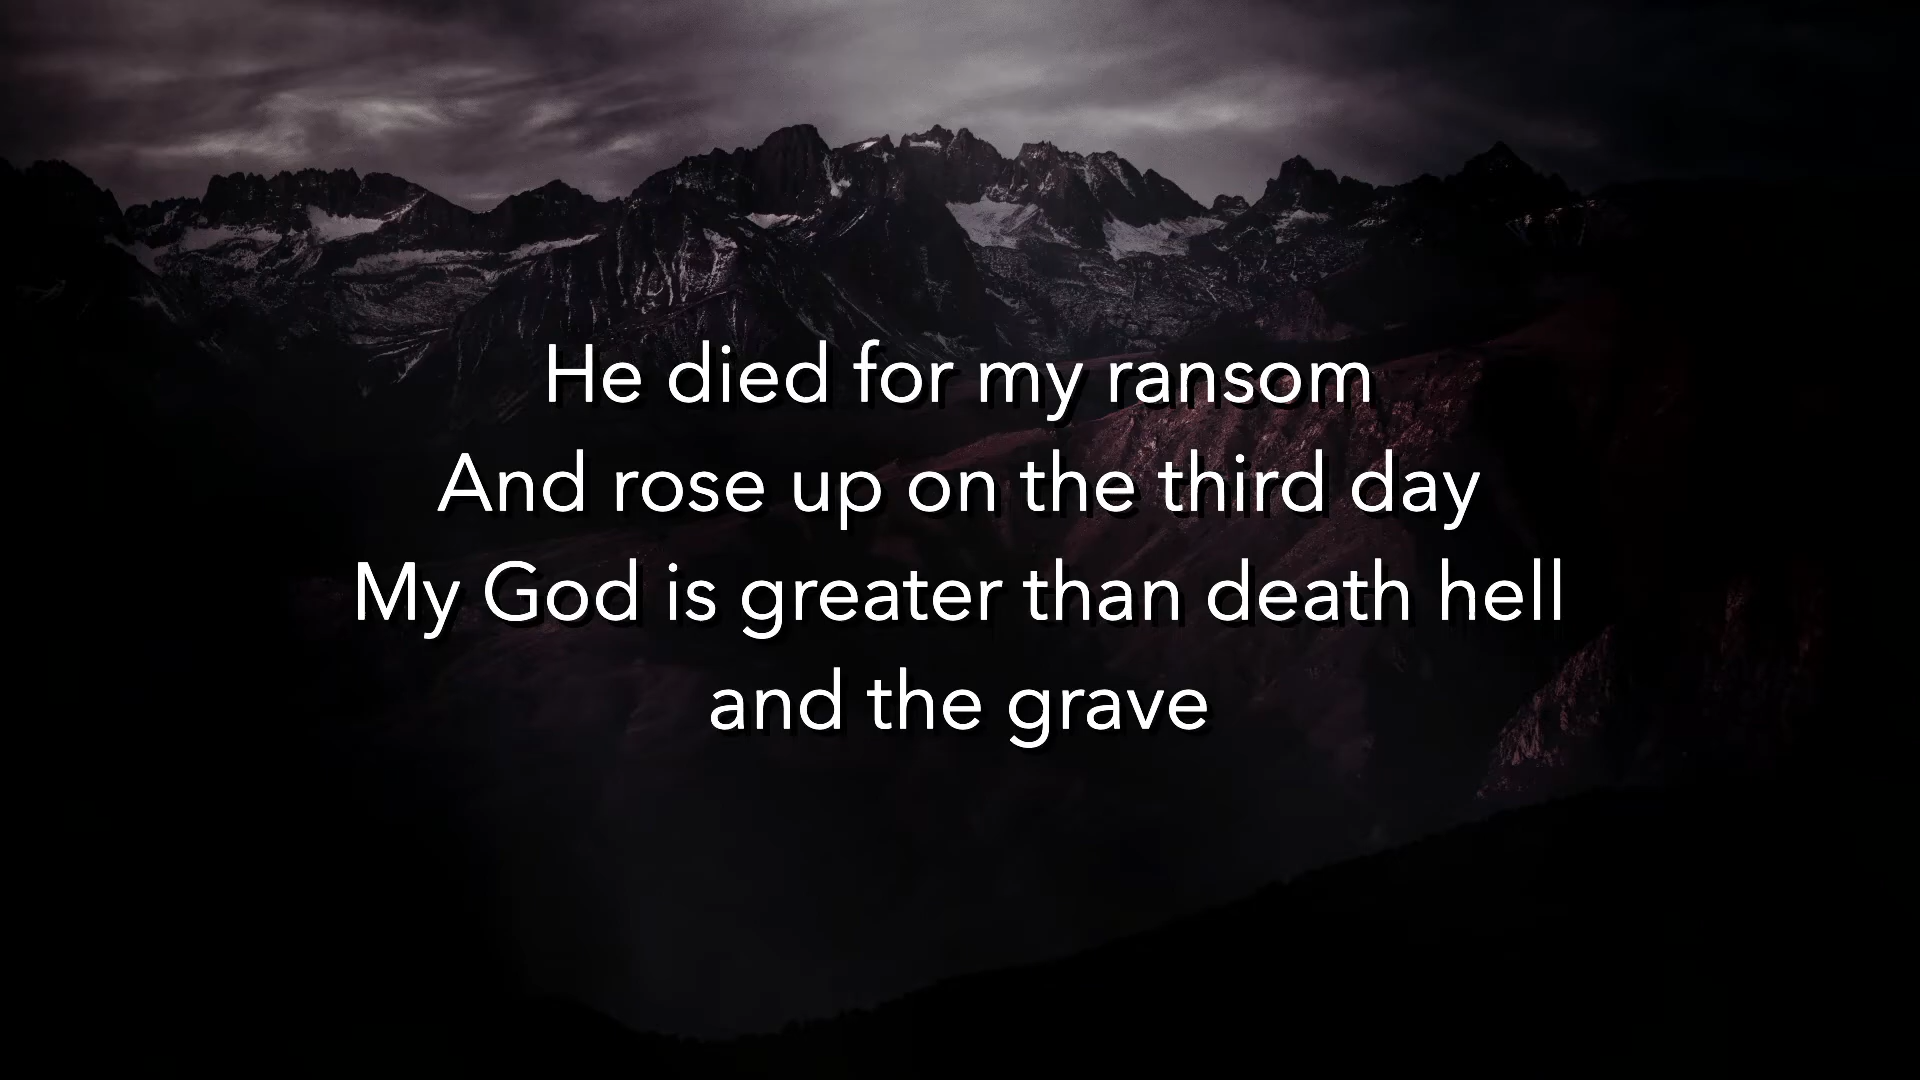 He died for my ransom
And rose up on the third day
My God is greater than death hell
and the grave